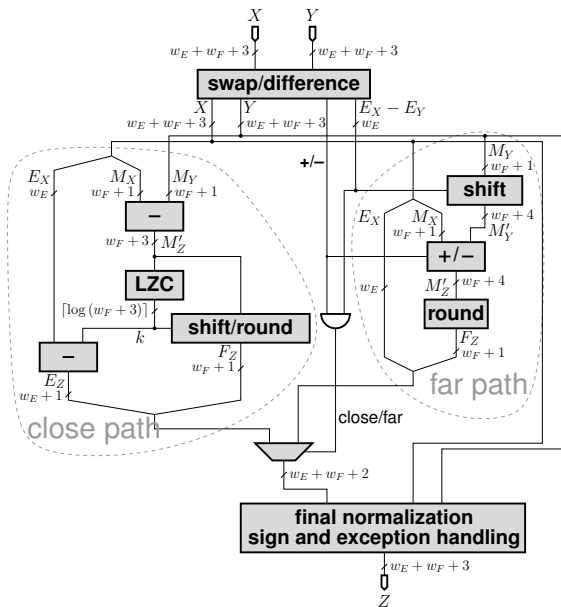 X Y
w_E + w_F + 3 w_E + w_F + 3
swap/difference
X Y E_X − E_Y
w_E + w_F + 3 w_E + w_F + 3 w_E
+/−
M_Y
w_F + 1
E_X M_X M_Y
w_E w_F + 1 w_F + 1
shift
E_X M_X w_F + 4
w_F + 1 M′_Y
−
w_F + 3 M′_Z
+/−
LZC
w_E M′_Z w_F + 4
⌈log (w_F + 3)⌉
round
k shift/round
F_Z
w_F + 1
−
F_Z
w_F + 1
E_Z
w_E + 1
far path
close path
close/far
w_E + w_F + 2
final normalization
sign and exception handling
w_E + w_F + 3
Z